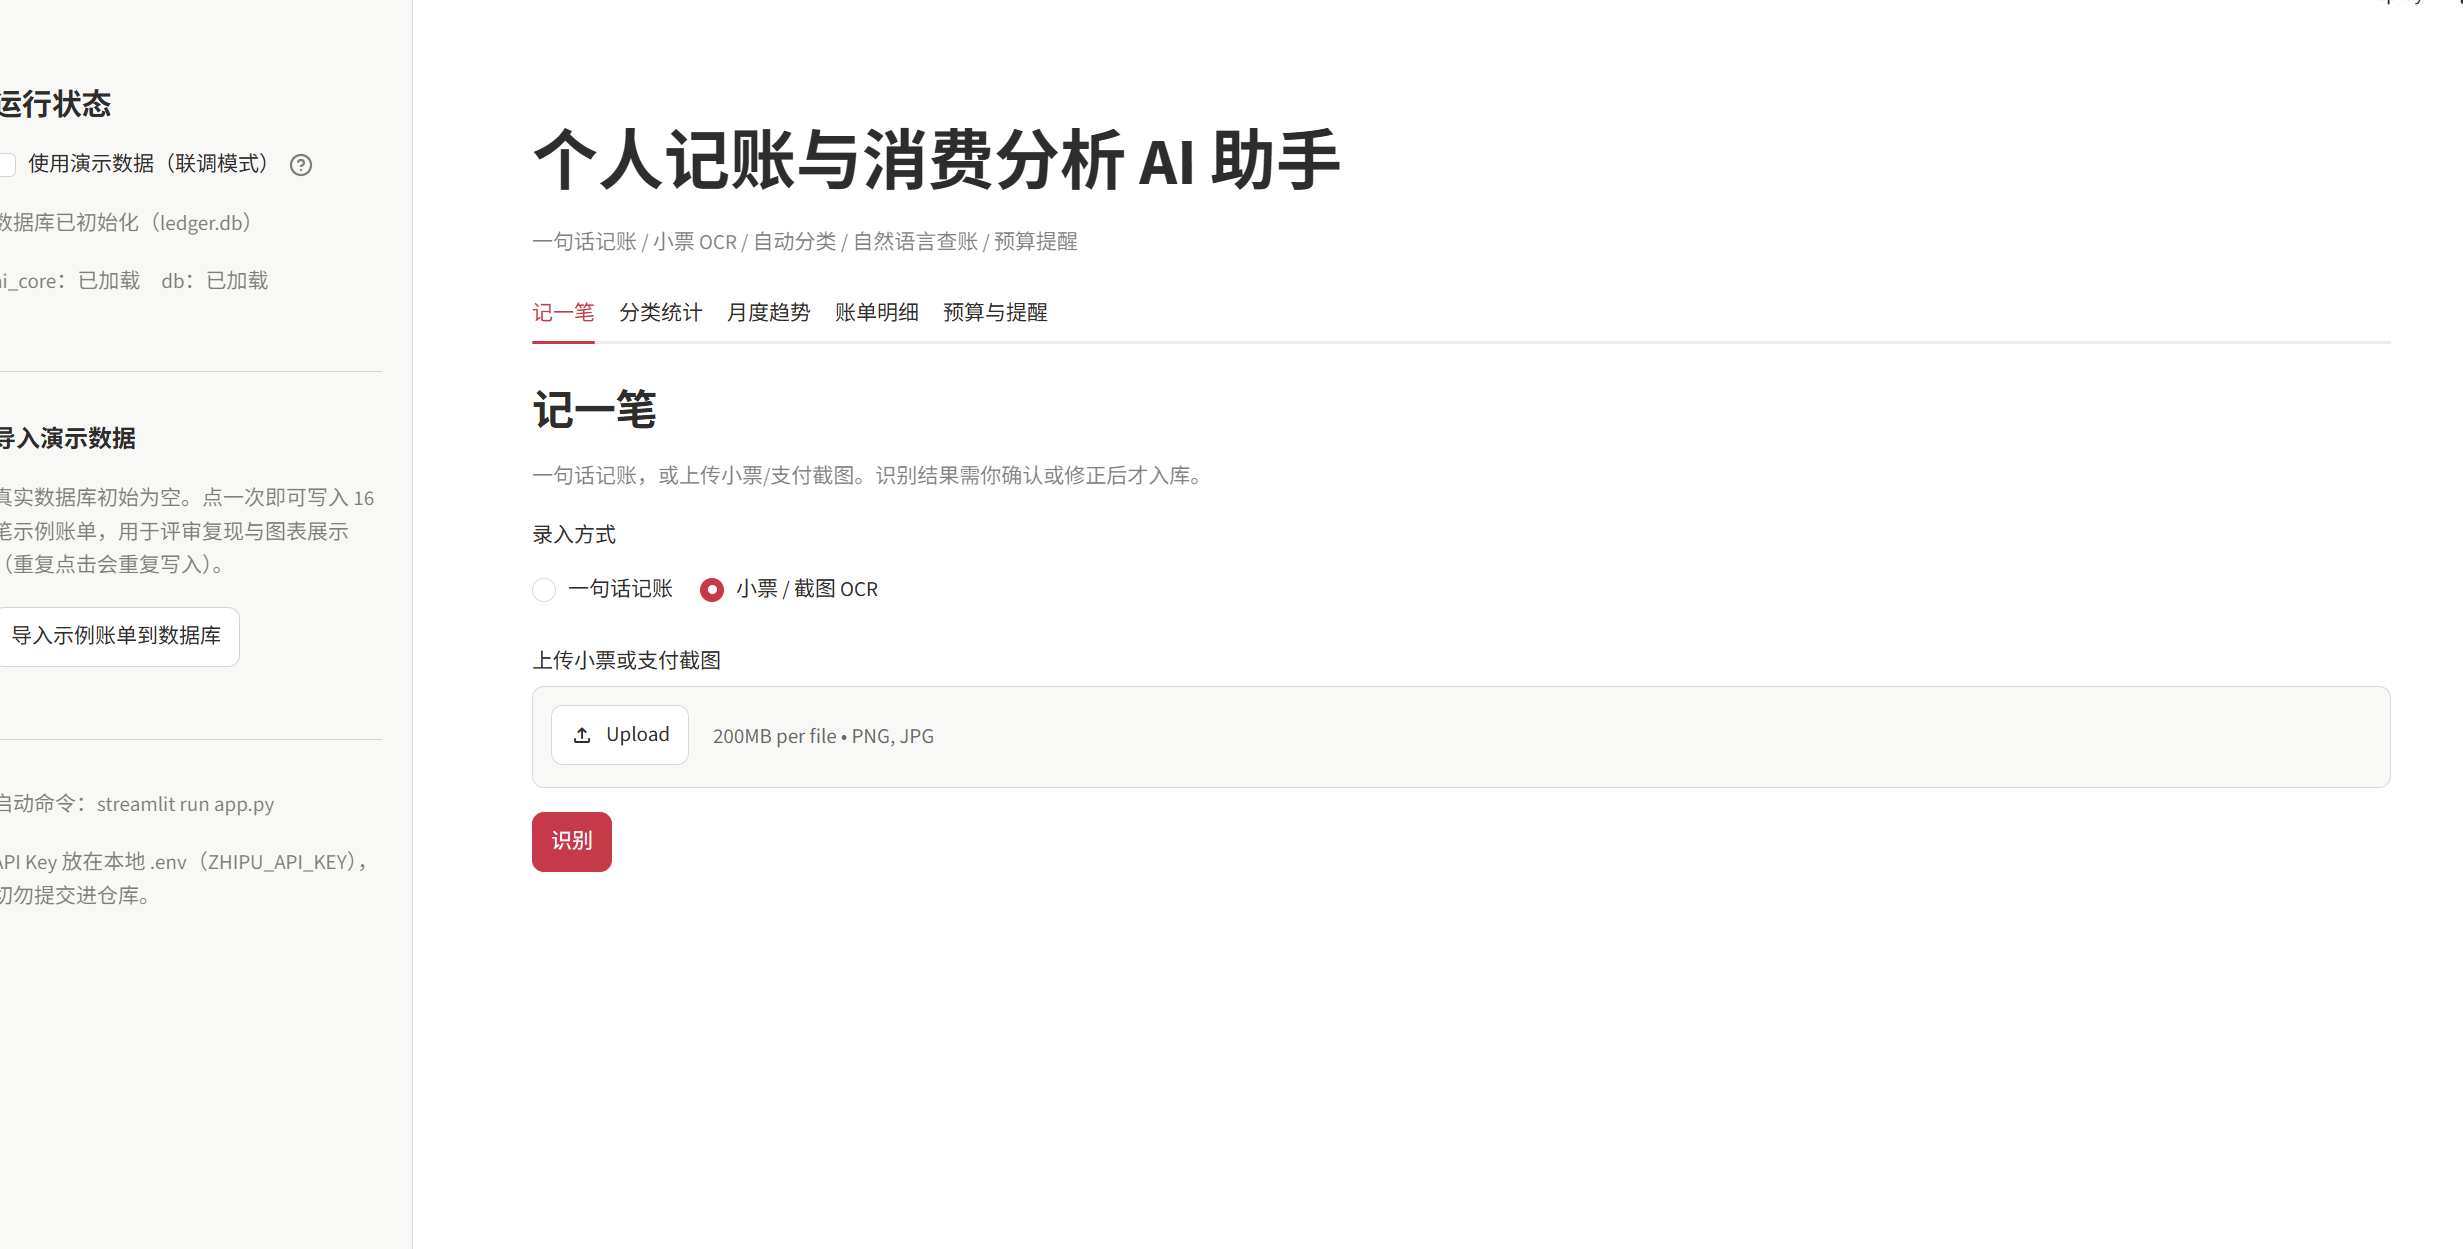 运行状态
使用演示数据（联调模式）
数据库已初始化（ledger.db）
ai_core：已加载 db：已加载
导入演示数据
真实数据库初始为空。点一次即可写入 16
笔示例账单，用于评审复现与图表展示
（重复点击会重复写入）。
导入示例账单到数据库
启动命令：streamlit run app.py
API Key 放在本地 .env（ZHIPU_API_KEY），
切勿提交进仓库。
个人记账与消费分析 AI 助手
一句话记账 / 小票 OCR / 自动分类 / 自然语言查账 / 预算提醒
记一笔 分类统计 月度趋势 账单明细 预算与提醒
记一笔
一句话记账，或上传小票/支付截图。识别结果需你确认或修正后才入库。
录入方式
一句话记账 小票 / 截图 OCR
上传小票或支付截图
Upload 200MB per file • PNG, JPG
识别